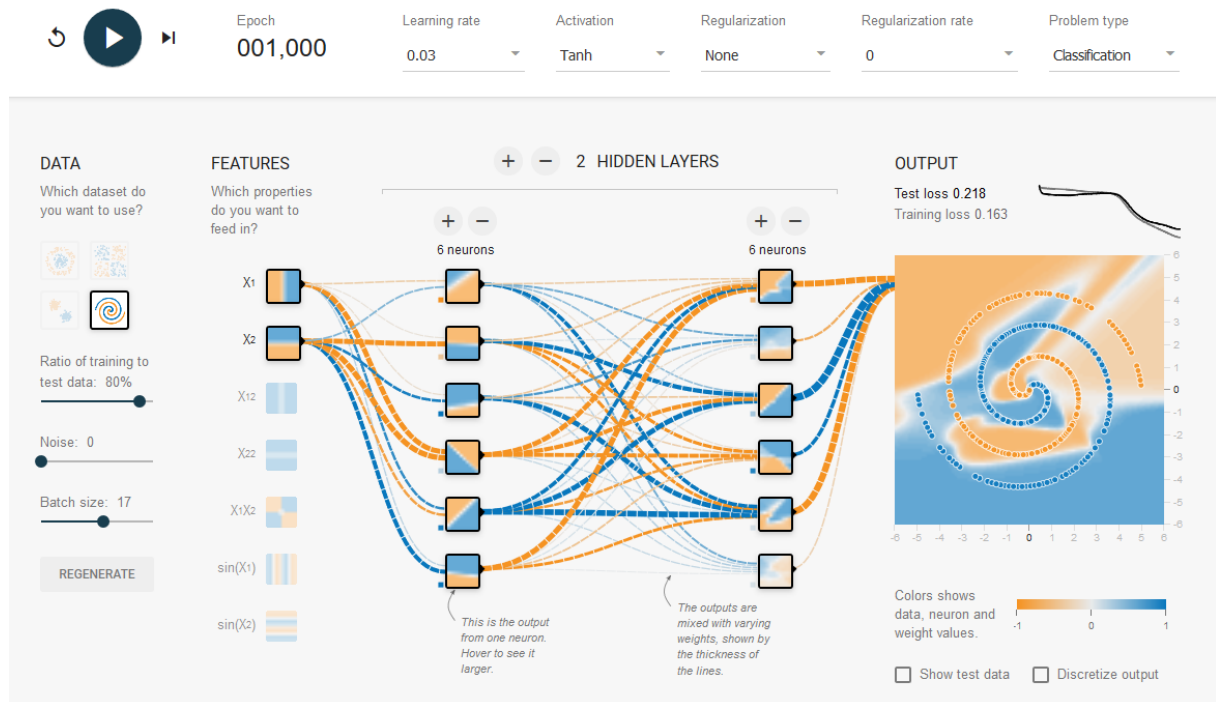 Epoch
001,000
Learning rate
0.03
Activation
Tanh
Regularization
None
Regularization rate
0
Problem type
Classification
DATA
Which dataset do
you want to use?
Ratio of training to
test data: 80%
Noise: 0
Batch size: 17
REGENERATE
FEATURES
Which properties
do you want to
feed in?
X1
X2
X12
X22
X1X2
sin(X1)
sin(X2)
+ − 2 HIDDEN LAYERS
+ −
6 neurons
+ −
6 neurons
This is the output
from one neuron.
Hover to see it
larger.
The outputs are
mixed with varying
weights, shown by
the thickness of
the lines.
OUTPUT
Test loss 0.218
Training loss 0.163
6
5
4
3
2
1
0
-1
-2
-3
-4
-5
-6
-6 -5 -4 -3 -2 -1 0 1 2 3 4 5 6
Colors shows
data, neuron and
weight values.
-1 0 1
Show test data
Discretize output